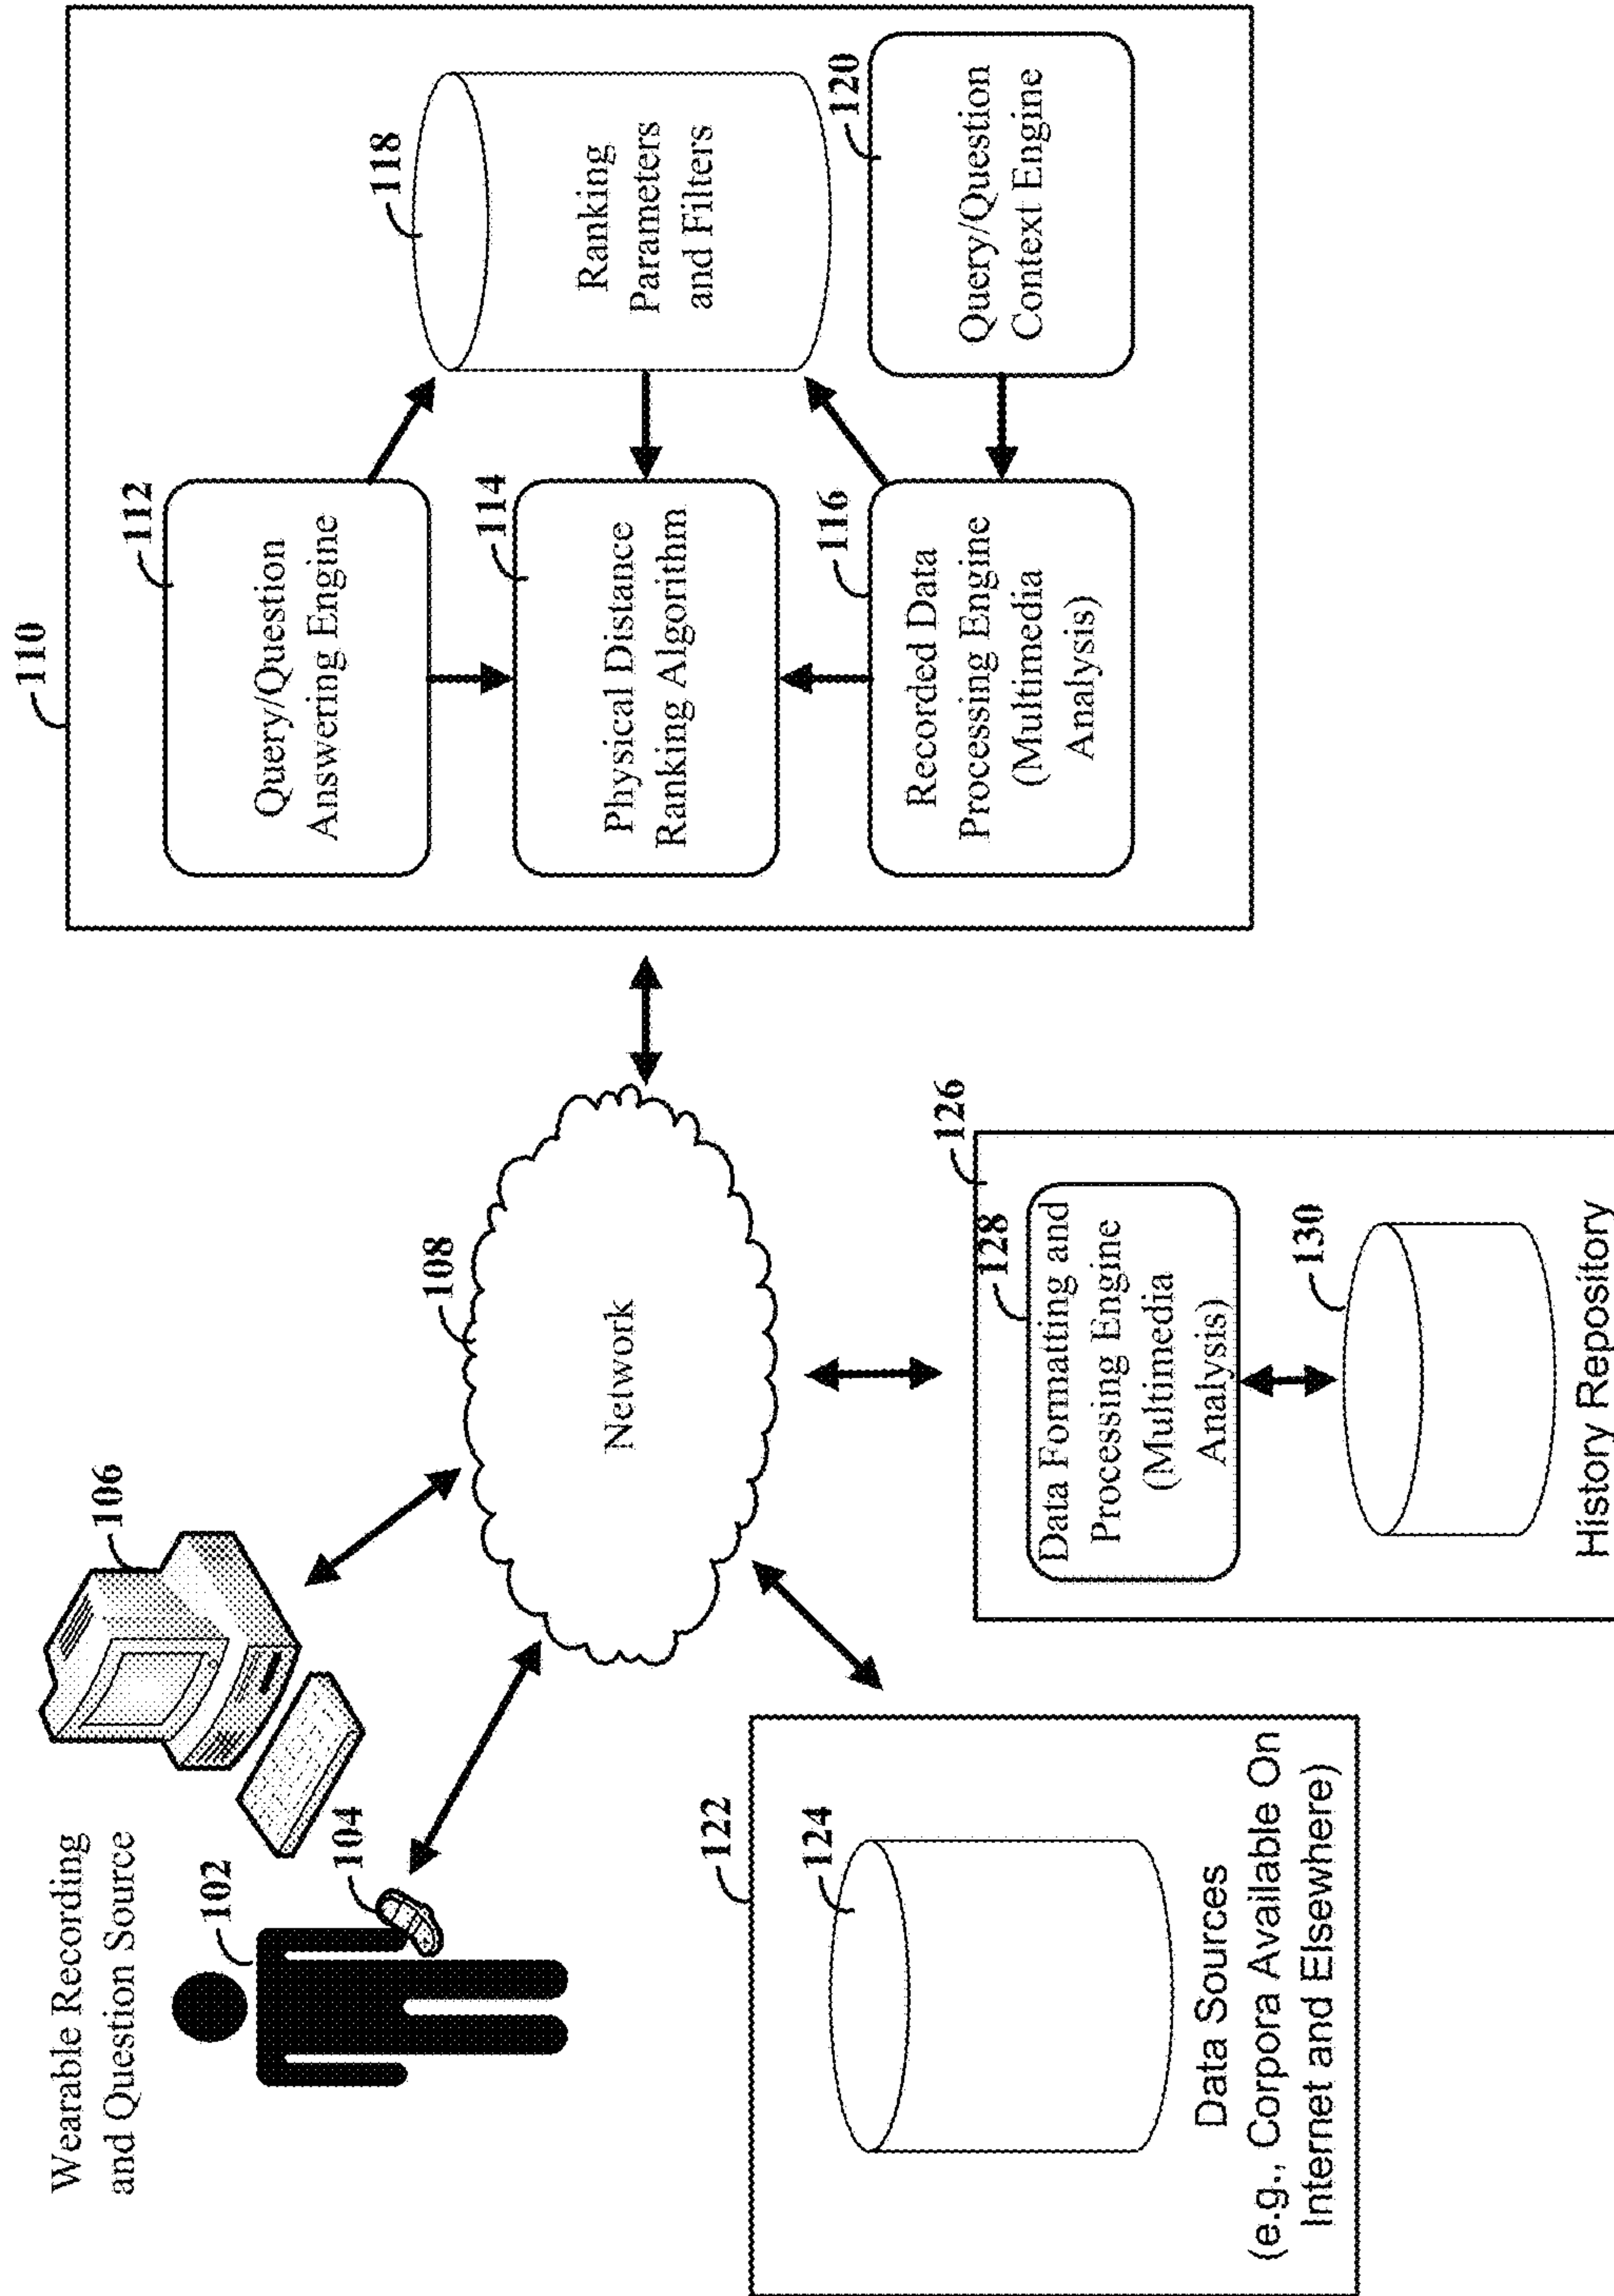 Wearable Recording
and Question Source
102
104
106
108
Network
110
112
Query/Question
Answering Engine
114
Physical Distance
Ranking Algorithm
116
Recorded Data
Processing Engine
(Multimedia
Analysis)
118
Ranking
Parameters
and Filters
120
Query/Question
Context Engine
122
124
Data Sources
(e.g., Corpora Available On
Internet and Elsewhere)
126
128
Data Formatting and
Processing Engine
(Multimedia
Analysis)
130
History Repository